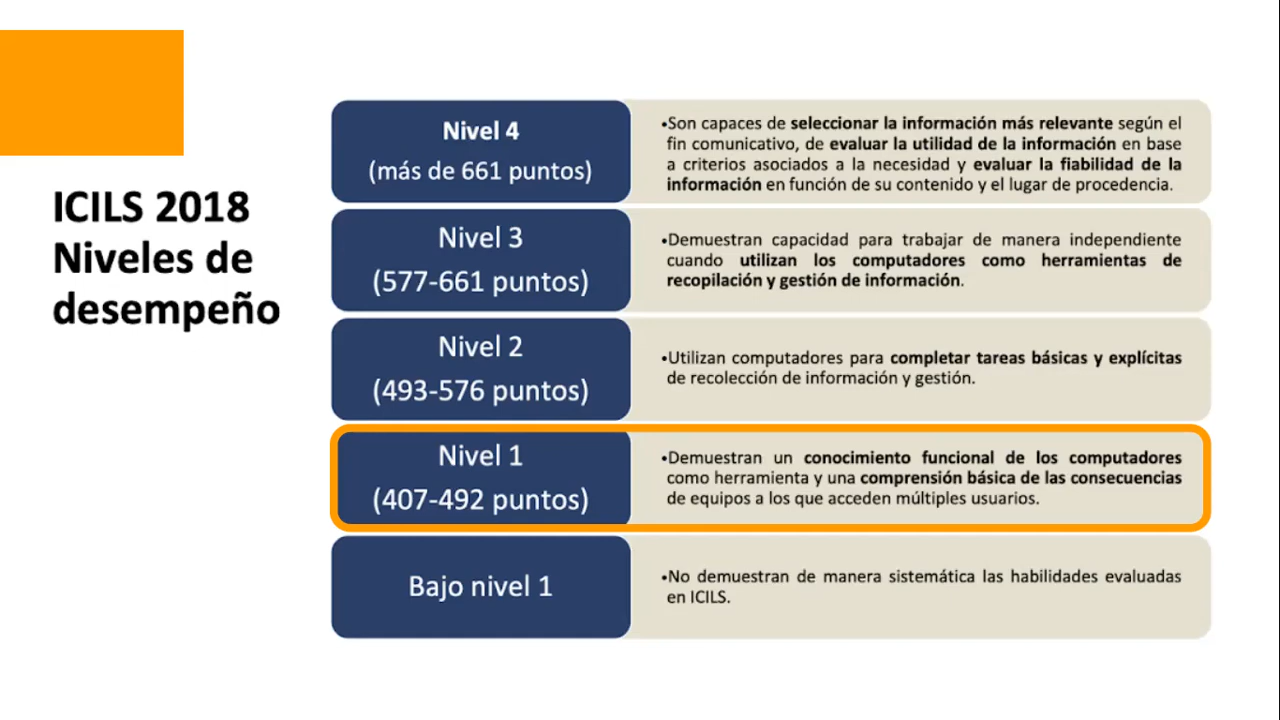 ICILS 2018
Niveles de
desempeño
Nivel 4
(más de 661 puntos)
•Son capaces de seleccionar la información más relevante según el
fin comunicativo, de evaluar la utilidad de la información en base
a criterios asociados a la necesidad y evaluar la fiabilidad de la
información en función de su contenido y el lugar de procedencia.
Nivel 3
(577-661 puntos)
•Demuestran capacidad para trabajar de manera independiente
cuando utilizan los computadores como herramientas de
recopilación y gestión de información.
Nivel 2
(493-576 puntos)
•Utilizan computadores para completar tareas básicas y explícitas
de recolección de información y gestión.
Nivel 1
(407-492 puntos)
•Demuestran un conocimiento funcional de los computadores
como herramienta y una comprensión básica de las consecuencias
de equipos a los que acceden múltiples usuarios.
Bajo nivel 1
•No demuestran de manera sistemática las habilidades evaluadas
en ICILS.